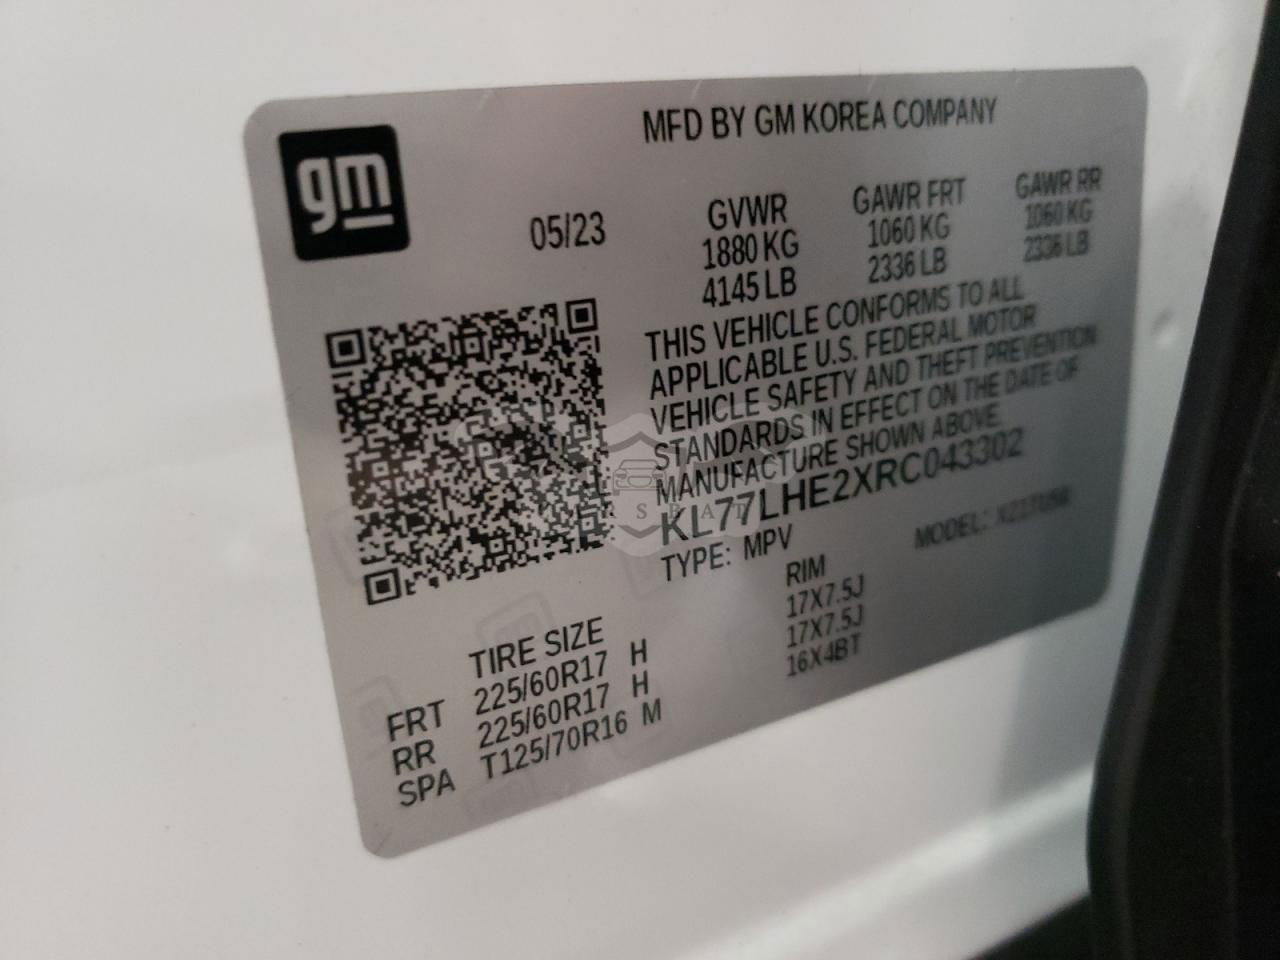 gm
MFD BY GM KOREA COMPANY
05/23
GVWR GAWR FRT GAWR RR
1880 KG 1060 KG 1060 KG
4145 LB 2336 LB 2336 LB
THIS VEHICLE CONFORMS TO ALL
APPLICABLE U.S. FEDERAL MOTOR
VEHICLE SAFETY AND THEFT PREVENTION
STANDARDS IN EFFECT ON THE DATE OF
MANUFACTURE SHOWN ABOVE.
KL77LHE2XRC043302
TYPE: MPV MODEL:
TIRE SIZE RIM
FRT 225/60R17 H 17X7.5J
RR 225/60R17 H 17X7.5J
SPA T125/70R16 M 16X4BT